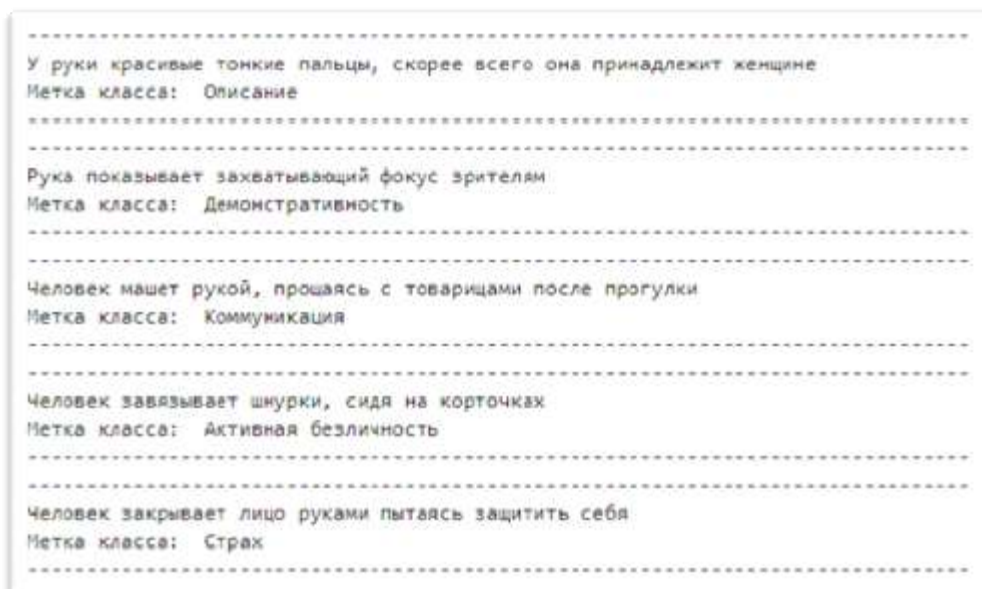 --------------------------------------------------------------------------------
У руки красивые тонкие пальцы, скорее всего она принадлежит женщине
Метка класса:  Описание
================================================================================
--------------------------------------------------------------------------------
Рука показывает захватывающий фокус зрителям
Метка класса:  Демонстративность
--------------------------------------------------------------------------------
--------------------------------------------------------------------------------
Человек машет рукой, прощаясь с товарищами после прогулки
Метка класса:  Коммуникация
--------------------------------------------------------------------------------
--------------------------------------------------------------------------------
Человек завязывает шнурки, сидя на корточках
Метка класса:  Активная безличность
--------------------------------------------------------------------------------
--------------------------------------------------------------------------------
Человек закрывает лицо руками пытаясь защитить себя
Метка класса:  Страх
--------------------------------------------------------------------------------